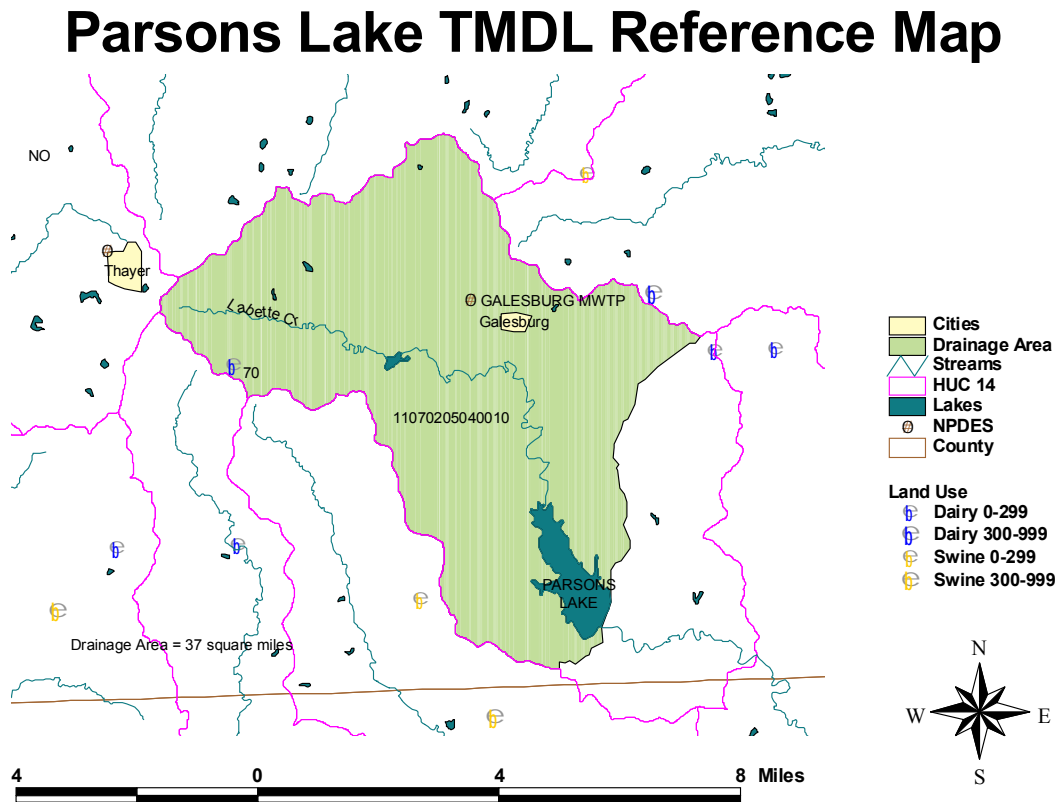 Parsons Lake TMDL Reference Map
NO
Thayer
GALESBURG MWTP
Labette Cr
Galesburg
70
11070205040010
PARSONS
LAKE
Drainage Area = 37 square miles
Cities
Drainage Area
Streams
HUC 14
Lakes
NPDES
County
Land Use
Dairy 0-299
Dairy 300-999
Swine 0-299
Swine 300-999
N
W E
S
4 0 4 8 Miles